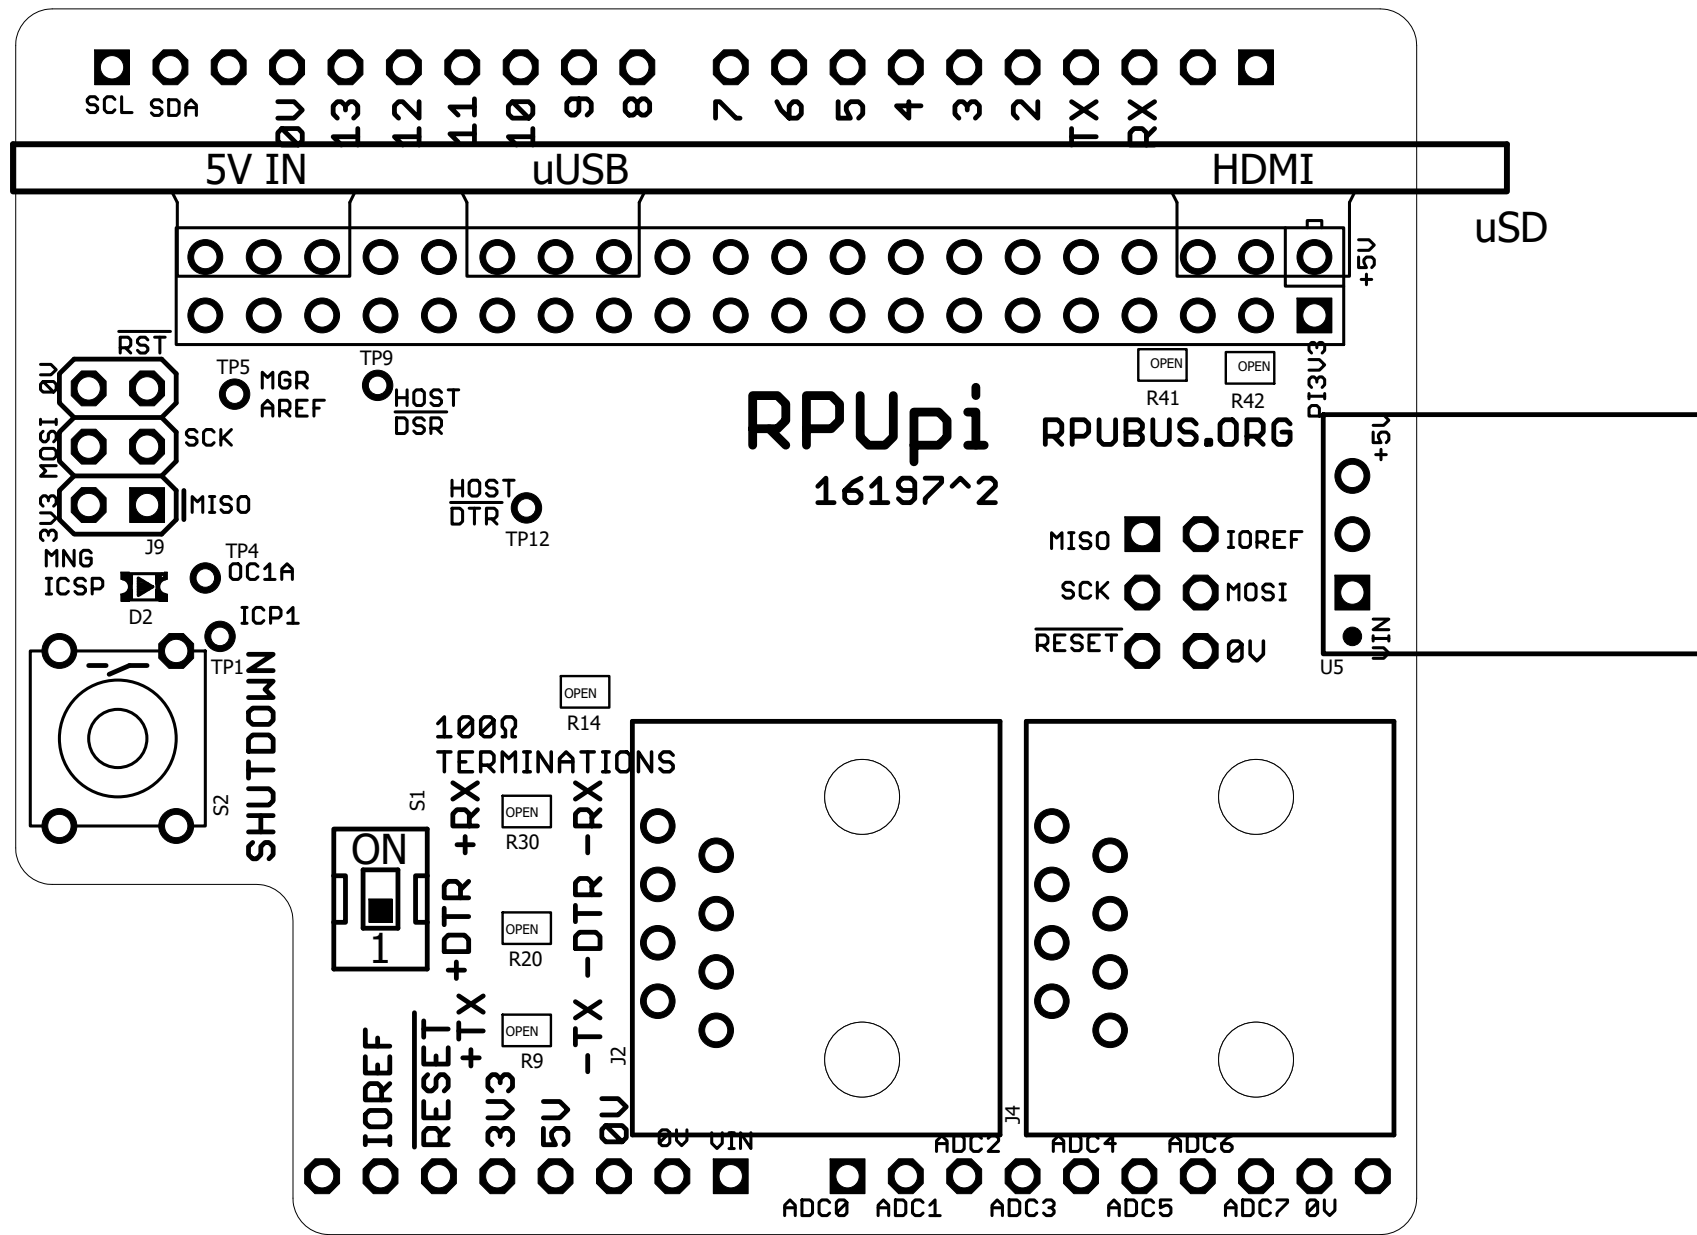 SCL SDA 0V 13 12 11 10 9 8 7 6 5 4 3 2 TX RX
5V IN uUSB HDMI
uSD
+5V
RST
0V
TP5
MGR
AREF
TP9
HOST
DSR
OPEN
R41
OPEN
R42
PI3V3
RPUpi
RPUBUS.ORG
16197^2
MOSI
SCK
3V3
MISO
J9
MNG
ICSP
D2
HOST
DTR
TP12
TP4
OC1A
ICP1
TP1
+5V
MISO
IOREF
SCK
MOSI
RESET
0V
VIN
U5
SHUTDOWN
S2
OPEN
R14
100Ω
TERMINATIONS
S1
ON
1
+RX
OPEN
R30
-RX
+DTR
OPEN
R20
-DTR
+TX
OPEN
R9
-TX
J2
J4
IOREF
RESET
3V3
5V
0V
0V
VIN
ADC2
ADC4
ADC6
ADC0
ADC1
ADC3
ADC5
ADC7
0V